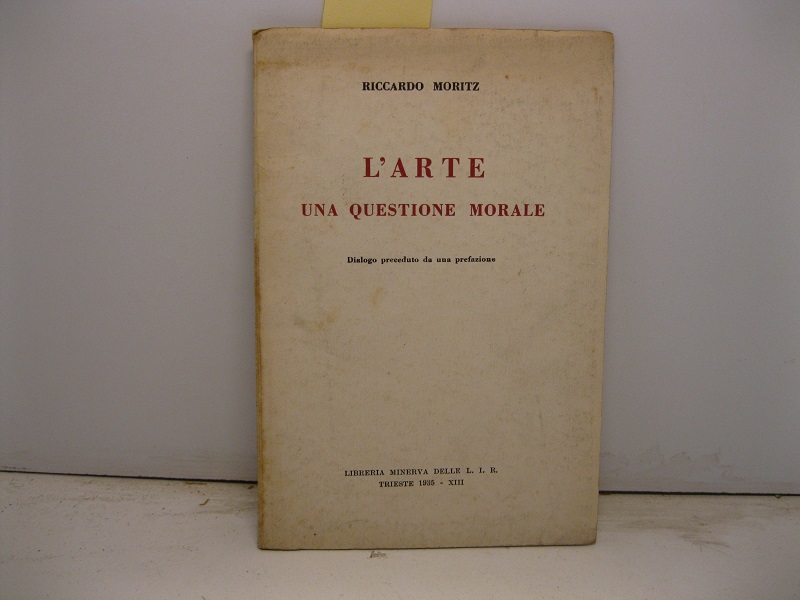 RICCARDO MORITZ
L'ARTE
UNA QUESTIONE MORALE
Dialogo preceduto da una prefazione
LIBRERIA MINERVA DELLE L. I. R.
TRIESTE 1935 - XIII